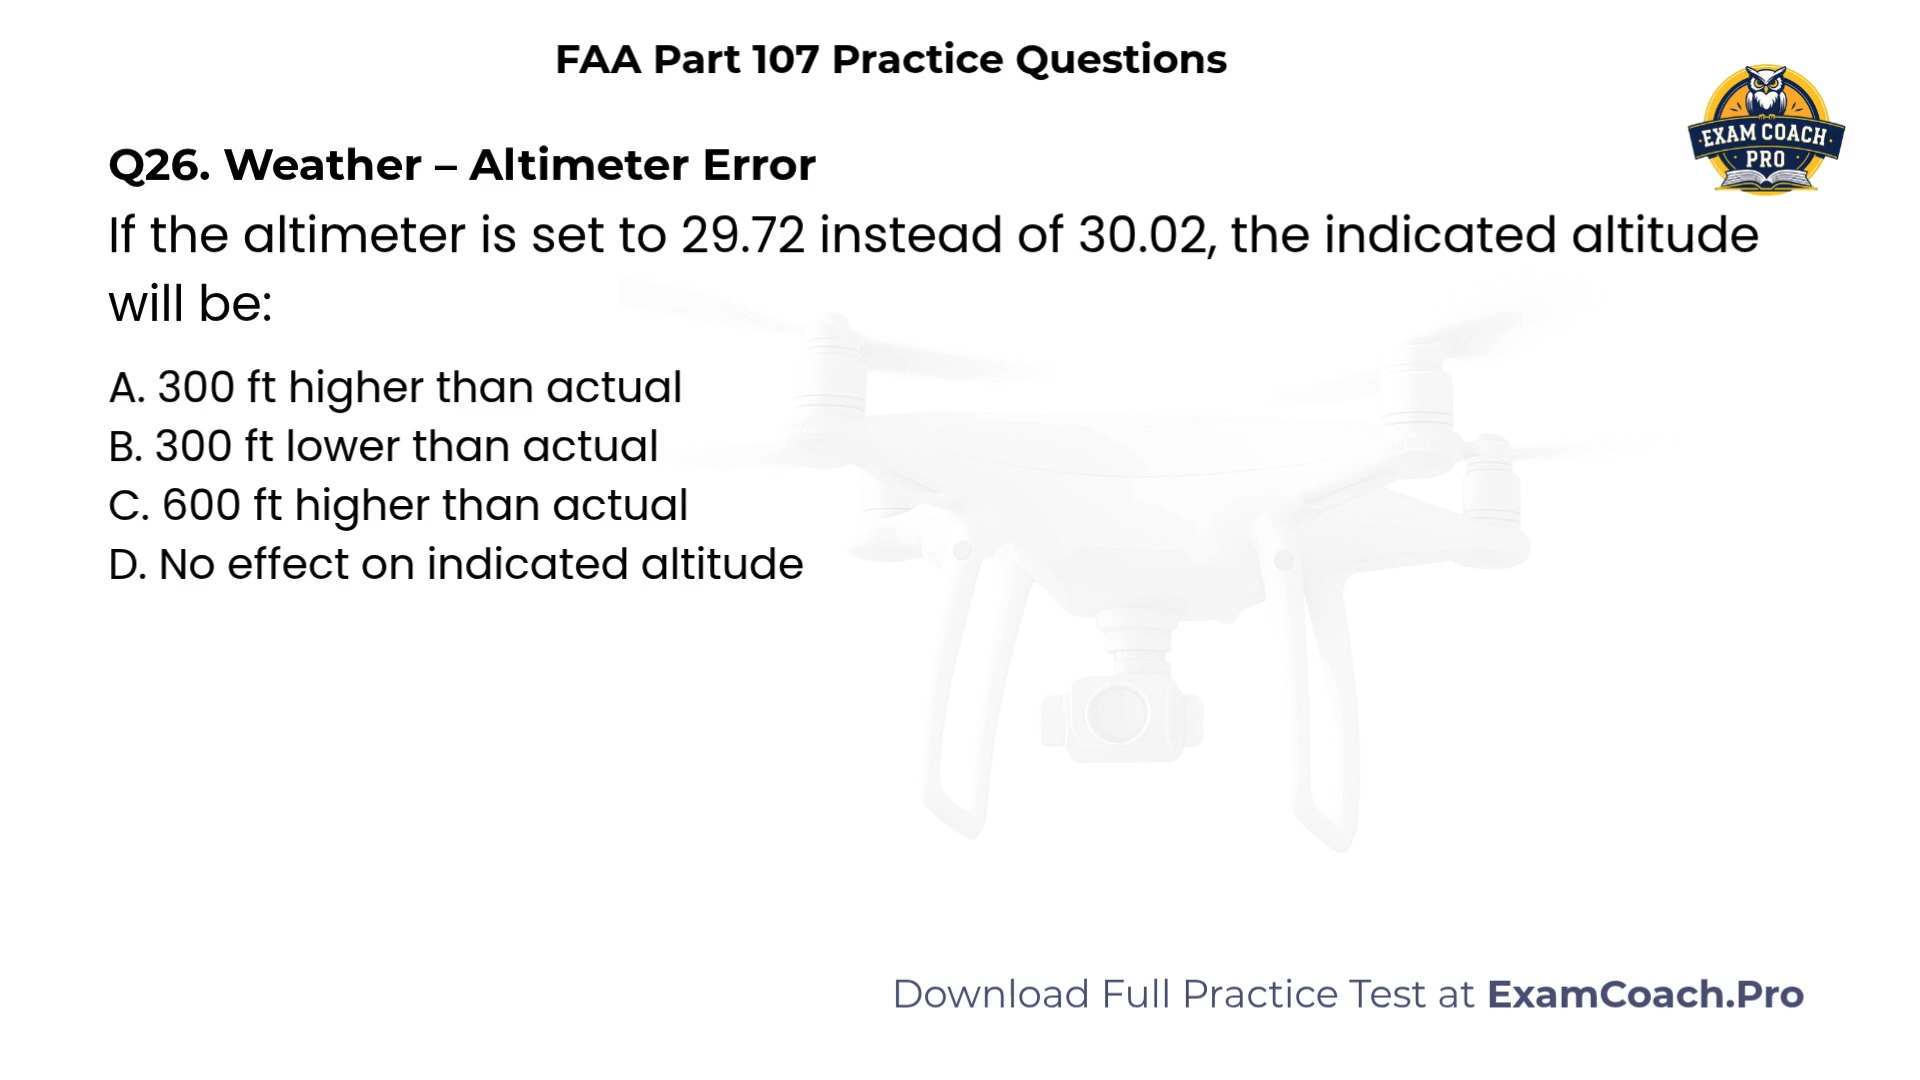 FAA Part 107 Practice Questions
EXAM COACH
PRO
Q26. Weather – Altimeter Error
If the altimeter is set to 29.72 instead of 30.02, the indicated altitude
will be:
A. 300 ft higher than actual
B. 300 ft lower than actual
C. 600 ft higher than actual
D. No effect on indicated altitude
Download Full Practice Test at ExamCoach.Pro